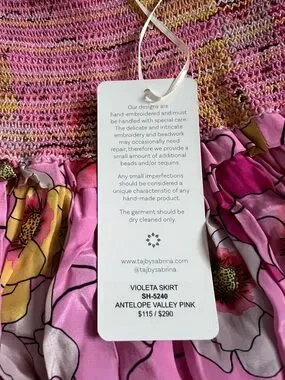 Our designs are
hand-embroidered and must
be handled with special care.
The delicate and intricate
embroidery and beadwork
may occasionally need
repair, therefore we provide a
small amount of additional
beads and/or sequins.
Any small imperfections
should be considered a
unique characteristic of any
hand-made product.
The garment should be
dry cleaned only.
www.tajbysabrina.com
@tajbysabrina
VIOLETA SKIRT
SH-5240
ANTELOPE VALLEY PINK
$115 / $290